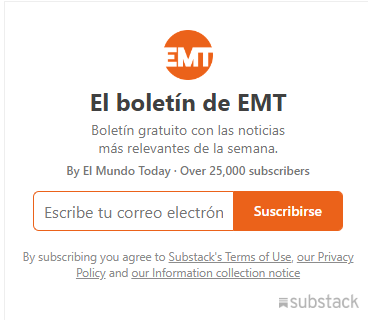 EMT
El boletín de EMT
Boletín gratuito con las noticias
más relevantes de la semana.
By El Mundo Today · Over 25,000 subscribers
Escribe tu correo electrón
Suscribirse
By subscribing you agree to Substack's Terms of Use, our Privacy
Policy and our Information collection notice
substack